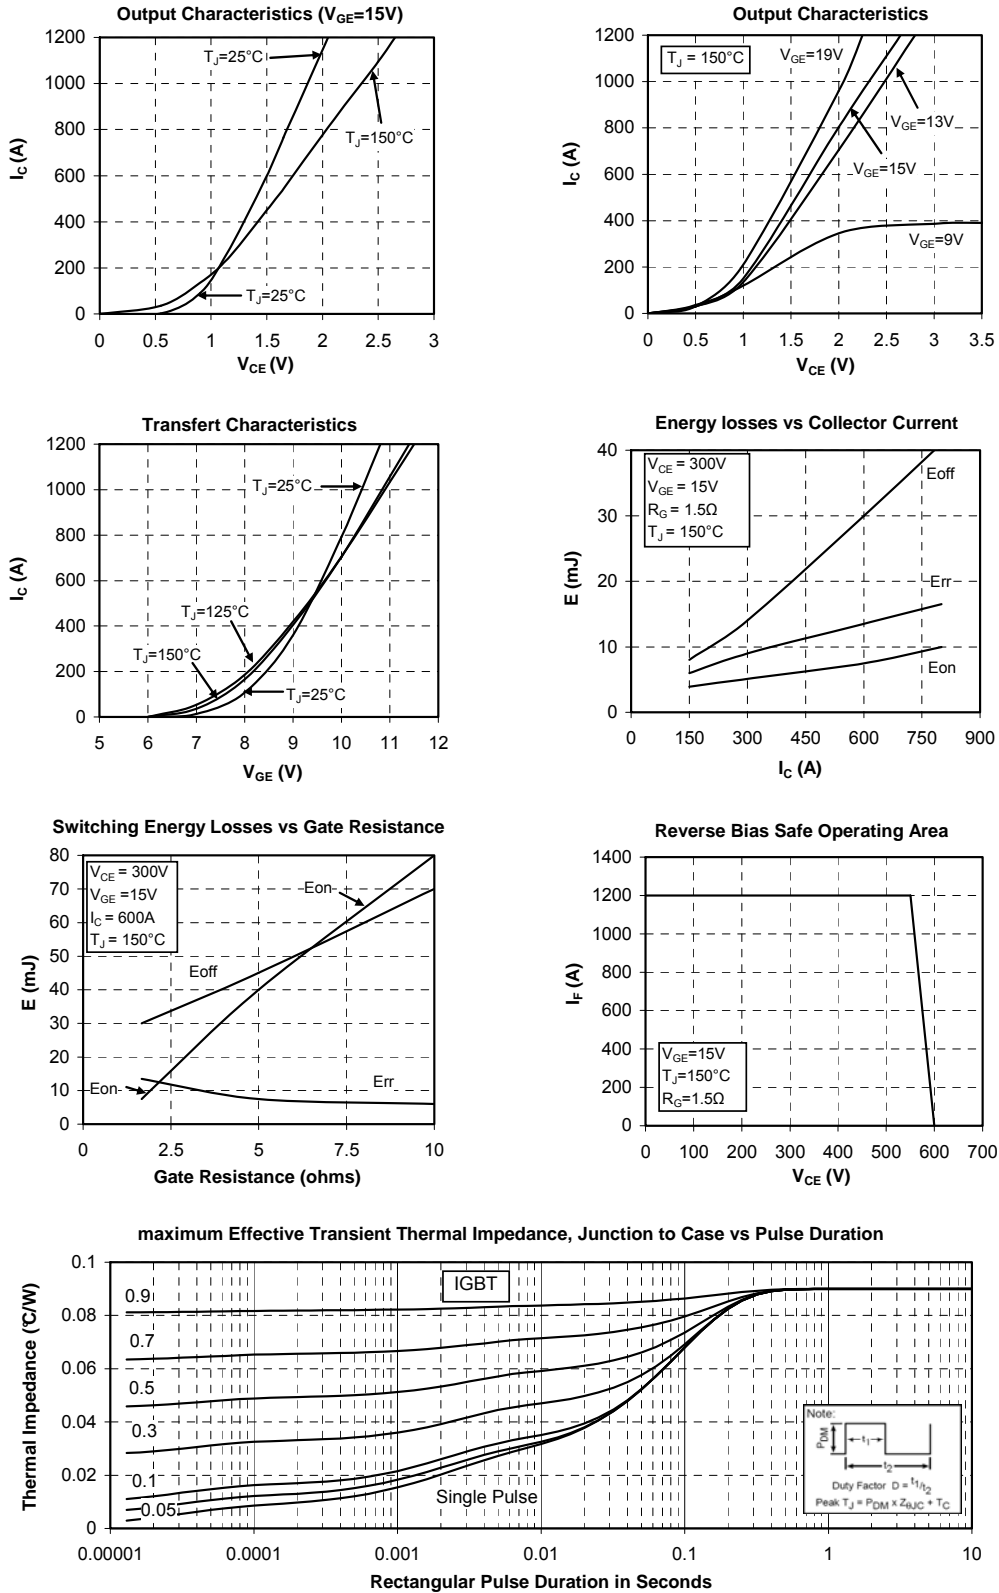 Output Characteristics (VGE=15V)
1200
1000
800
600
400
200
0
IC (A)
TJ=25°C
TJ=150°C
TJ=25°C
0 0.5 1 1.5 2 2.5 3
VCE (V)
Output Characteristics
1200
1000
800
600
400
200
0
IC (A)
TJ = 150°C
VGE=19V
VGE=13V
VGE=15V
VGE=9V
0 0.5 1 1.5 2 2.5 3 3.5
VCE (V)
Transfert Characteristics
1200
1000
800
600
400
200
0
IC (A)
TJ=25°C
TJ=125°C
TJ=150°C
TJ=25°C
5 6 7 8 9 10 11 12
VGE (V)
Energy losses vs Collector Current
40
30
20
10
0
E (mJ)
VCE = 300V
VGE = 15V
RG = 1.5Ω
TJ = 150°C
Eoff
Err
Eon
0 150 300 450 600 750 900
IC (A)
Switching Energy Losses vs Gate Resistance
80
70
60
50
40
30
20
10
0
E (mJ)
VCE = 300V
VGE =15V
IC = 600A
TJ = 150°C
Eon
Eoff
Eon
Err
0 2.5 5 7.5 10
Gate Resistance (ohms)
Reverse Bias Safe Operating Area
1400
1200
1000
800
600
400
200
0
IF (A)
VGE=15V
TJ=150°C
RG=1.5Ω
0 100 200 300 400 500 600 700
VCE (V)
maximum Effective Transient Thermal Impedance, Junction to Case vs Pulse Duration
0.1
0.08
0.06
0.04
0.02
0
Thermal Impedance (°C/W)
IGBT
0.9
0.7
0.5
0.3
0.1
0.05
Single Pulse
Note:
PDM
t1
t2
Duty Factor D = t1/t2
Peak TJ = PDM x ZθJC + TC
0.00001 0.0001 0.001 0.01 0.1 1 10
Rectangular Pulse Duration in Seconds